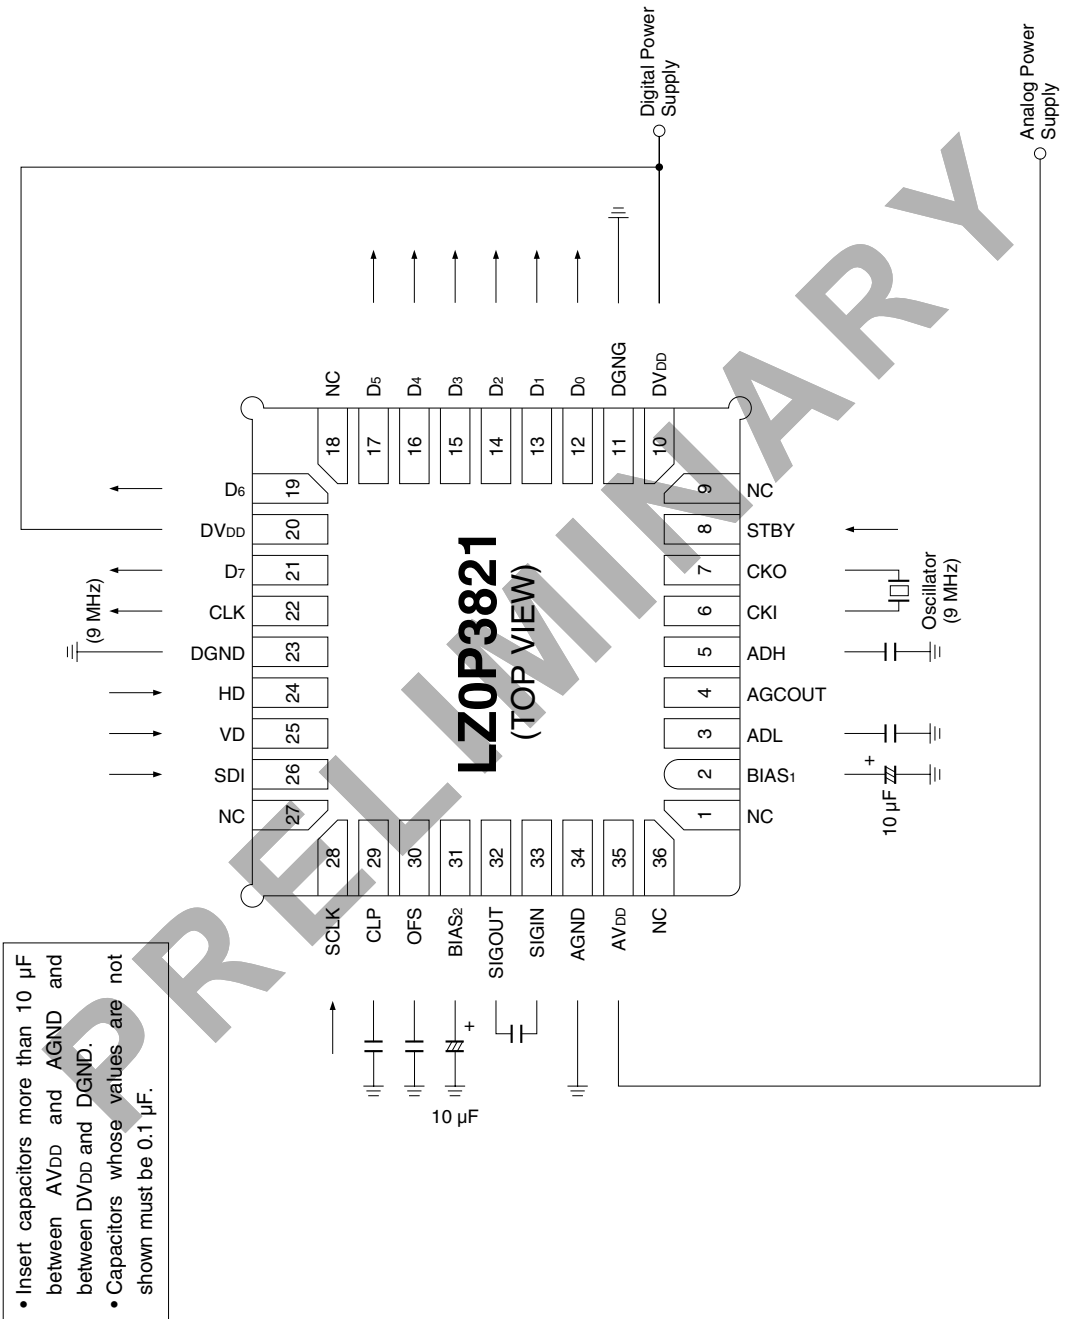 • Insert capacitors more than 10 µF
between AVDD and AGND and
between DVDD and DGND.
• Capacitors whose values are not
shown must be 0.1 µF.
Digital Power
Supply
Analog Power
Supply
NC
D5
D4
D3
D2
D1
D0
DGNG
DVDD
18
17
16
15
14
13
12
11
10
D6
DVDD
D7
CLK
DGND
HD
VD
SDI
NC
(9 MHz)
19
20
21
22
23
24
25
26
27
LZ0P3821
(TOP VIEW)
9
8
7
6
5
4
3
2
1
NC
STBY
CKO
CKI
ADH
AGCOUT
ADL
BIAS1
NC
Oscillator
(9 MHz)
+
10 µF
28
29
30
31
32
33
34
35
36
SCLK
CLP
OFS
BIAS2
SIGOUT
SIGIN
AGND
AVDD
NC
+
10 µF
PRELIMINARY